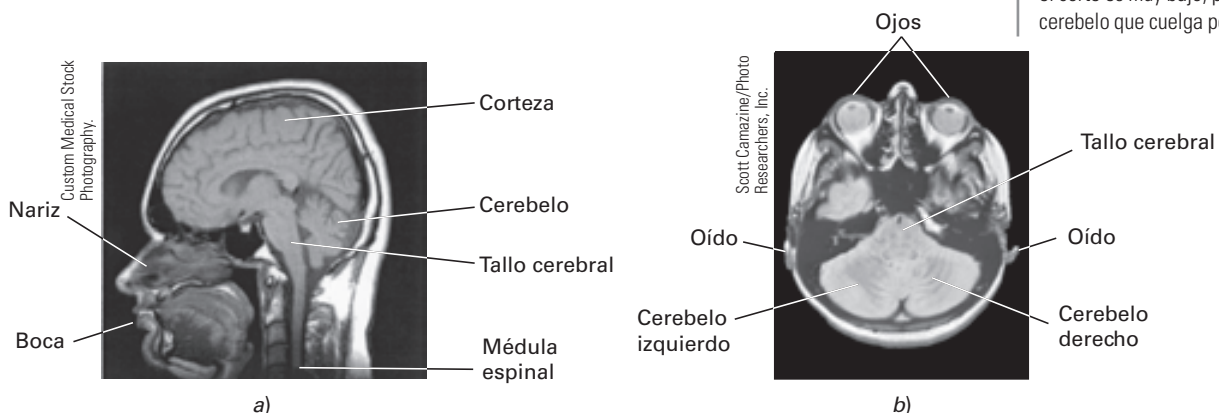 el corte es muy bajo, p
cerebelo que cuelga po
Custom Medical Stock
Photography.
Corteza
Nariz
Cerebelo
Tallo cerebral
Boca
Médula
espinal
a)
Ojos
Scott Camazine/Photo
Researchers, Inc.
Tallo cerebral
Oído
Oído
Cerebelo
izquierdo
Cerebelo
derecho
b)